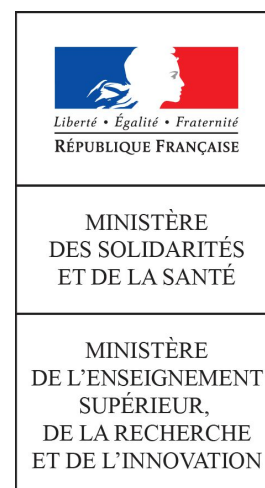 Liberté • Égalité • Fraternité
RÉPUBLIQUE FRANÇAISE
MINISTÈRE
DES SOLIDARITÉS
ET DE LA SANTÉ
MINISTÈRE
DE L’ENSEIGNEMENT
SUPÉRIEUR,
DE LA RECHERCHE
ET DE L’INNOVATION